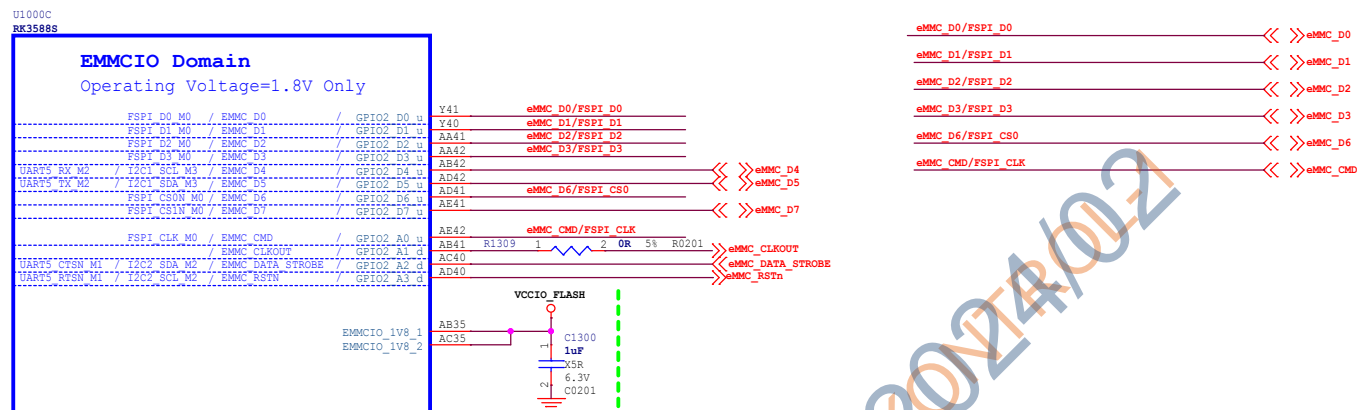 U1000C
RK3588S
EMMCIO Domain
Operating Voltage=1.8V Only
FSPI_D0_M0 / EMMC_D0 / GPIO2_D0_u Y41 eMMC_D0/FSPI_D0
FSPI_D1_M0 / EMMC_D1 / GPIO2_D1_u Y40 eMMC_D1/FSPI_D1
FSPI_D2_M0 / EMMC_D2 / GPIO2_D2_u AA41 eMMC_D2/FSPI_D2
FSPI_D3_M0 / EMMC_D3 / GPIO2_D3_u AA42 eMMC_D3/FSPI_D3
UART5_RX_M2 / I2C1_SCL_M3 / EMMC_D4 / GPIO2_D4_u AB42 eMMC_D4
UART5_TX_M2 / I2C1_SDA_M3 / EMMC_D5 / GPIO2_D5_u AD42 eMMC_D5
FSPI_CS0N_M0 / EMMC_D6 / GPIO2_D6_u AD41 eMMC_D6/FSPI_CS0
FSPI_CS1N_M0 / EMMC_D7 / GPIO2_D7_u AE41 eMMC_D7
FSPI_CLK_M0 / EMMC_CMD / GPIO2_A0_u AE42 eMMC_CMD/FSPI_CLK
/ EMMC_CLKOUT / GPIO2_A1_d AB41 R1309 1 2 0R 5% R0201 eMMC_CLKOUT
UART5_CTSN_M1 / I2C2_SDA_M2 / EMMC_DATA_STROBE / GPIO2_A2_d AC40 eMMC_DATA_STROBE
UART5_RTSN_M1 / I2C2_SCL_M2 / EMMC_RSTN / GPIO2_A3_d AD40 eMMC_RSTn
VCCIO_FLASH
EMMCIO_1V8_1 AB35
EMMCIO_1V8_2 AC35
1 C1300
1uF
X5R
6.3V
2 C0201
eMMC_D0/FSPI_D0 eMMC_D0
eMMC_D1/FSPI_D1 eMMC_D1
eMMC_D2/FSPI_D2 eMMC_D2
eMMC_D3/FSPI_D3 eMMC_D3
eMMC_D6/FSPI_CS0 eMMC_D6
eMMC_CMD/FSPI_CLK eMMC_CMD
2024/02